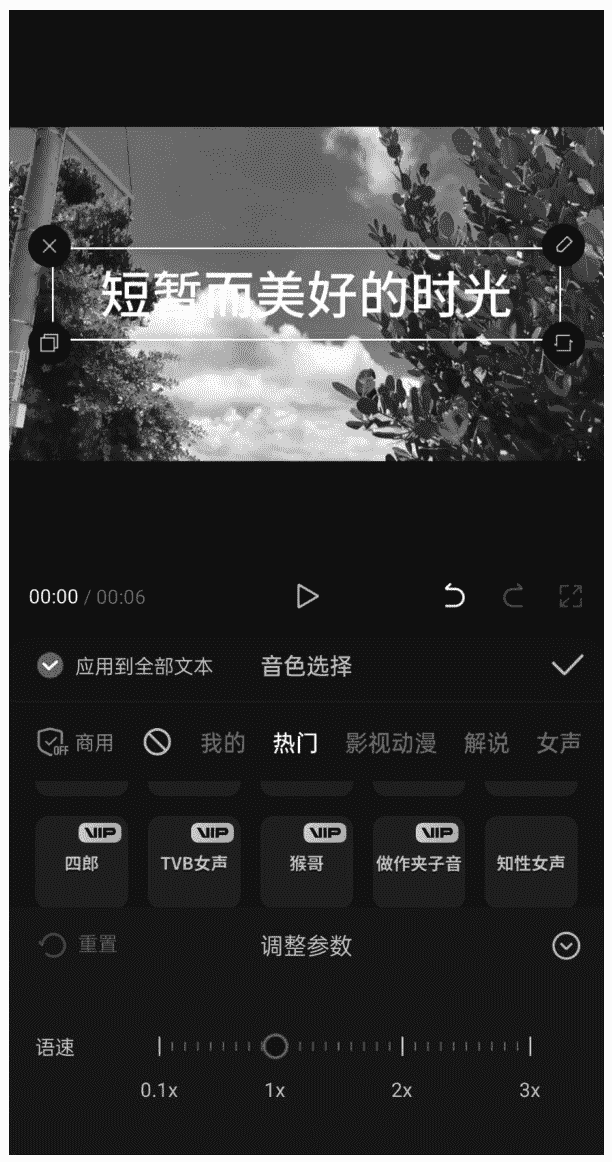 短暂而美好的时光
00:00 / 00:06
应用到全部文本 音色选择
OFF 商用 我的 热门 影视动漫 解说 女声
VIP VIP VIP VIP
四郎 TVB女声 猴哥 做作夹子音 知性女声
重置 调整参数
语速
0.1x 1x 2x 3x